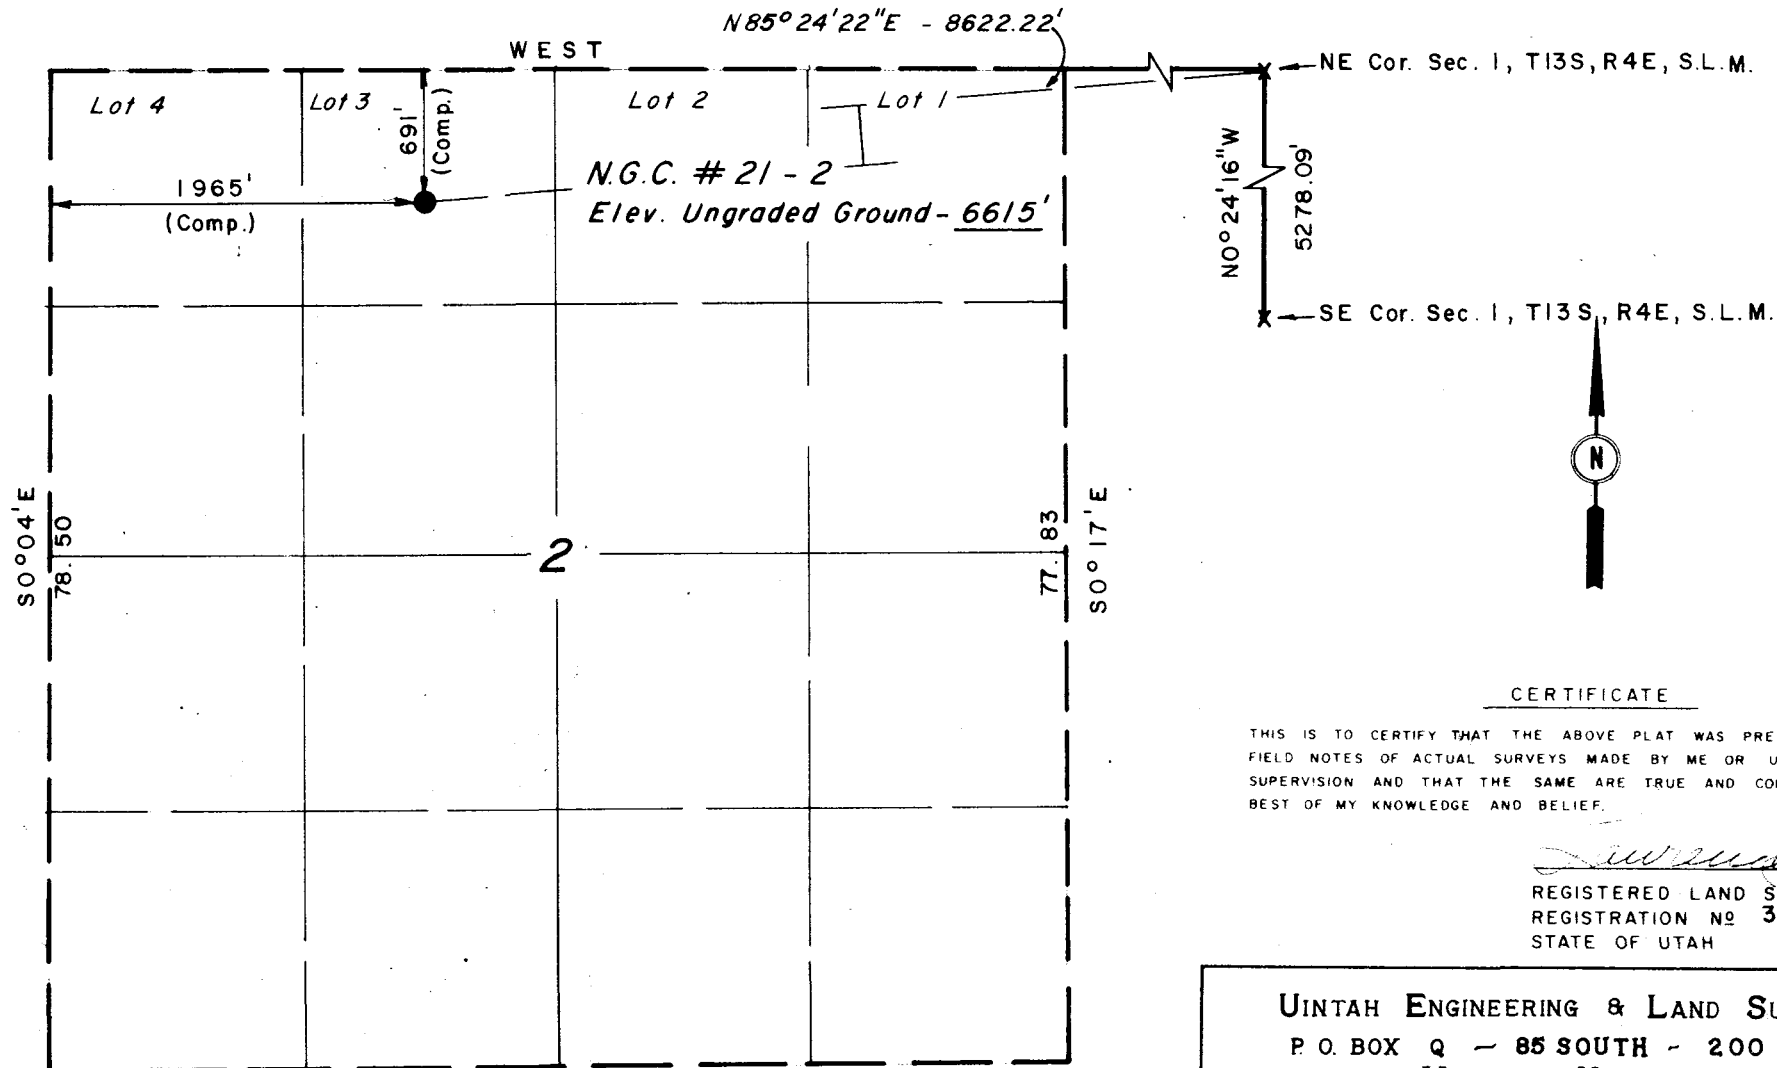 N85°24'22"E - 8622.22'
WEST
NE Cor. Sec. 1, T13S, R4E, S.L.M.
Lot 4
Lot 3
Lot 2
Lot 1
691'
(Comp.)
1965'
(Comp.)
N.G.C. # 21 - 2
Elev. Ungraded Ground - 6615'
N0°24'16"W
5278.09'
SE Cor. Sec. 1, T13S, R4E, S.L.M.
N
S0°04'E
78.50
2
77.83
S0°17'E
CERTIFICATE
THIS IS TO CERTIFY THAT THE ABOVE PLAT WAS PRE
FIELD NOTES OF ACTUAL SURVEYS MADE BY ME OR U
SUPERVISION AND THAT THE SAME ARE TRUE AND CO
BEST OF MY KNOWLEDGE AND BELIEF.
REGISTERED LAND S
REGISTRATION Nº 3
STATE OF UTAH
UINTAH ENGINEERING & LAND SU
P. O. BOX Q — 85 SOUTH - 200